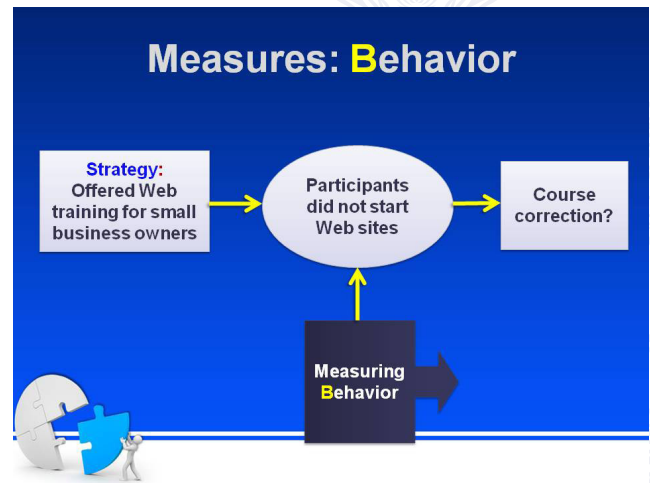 Measures: Behavior
Strategy:
Offered Web
training for small
business owners
Participants
did not start
Web sites
Course
correction?
Measuring
Behavior